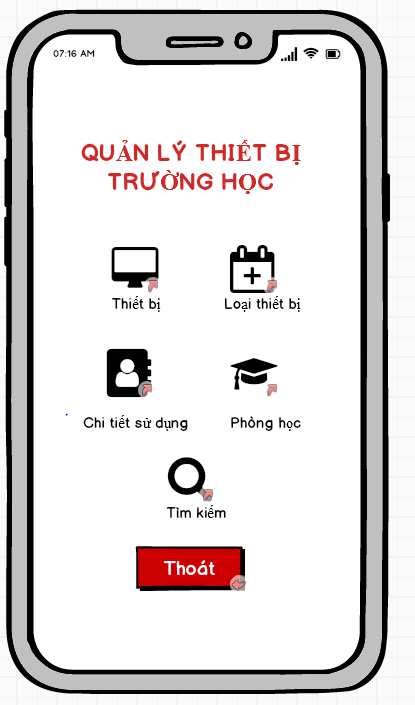 07:16 AM
QUẢN LÝ THIẾT BỊ
TRƯỜNG HỌC
Thiết bị
Loại thiết bị
Chi tiết sử dụng
Phòng học
Tìm kiếm
Thoát